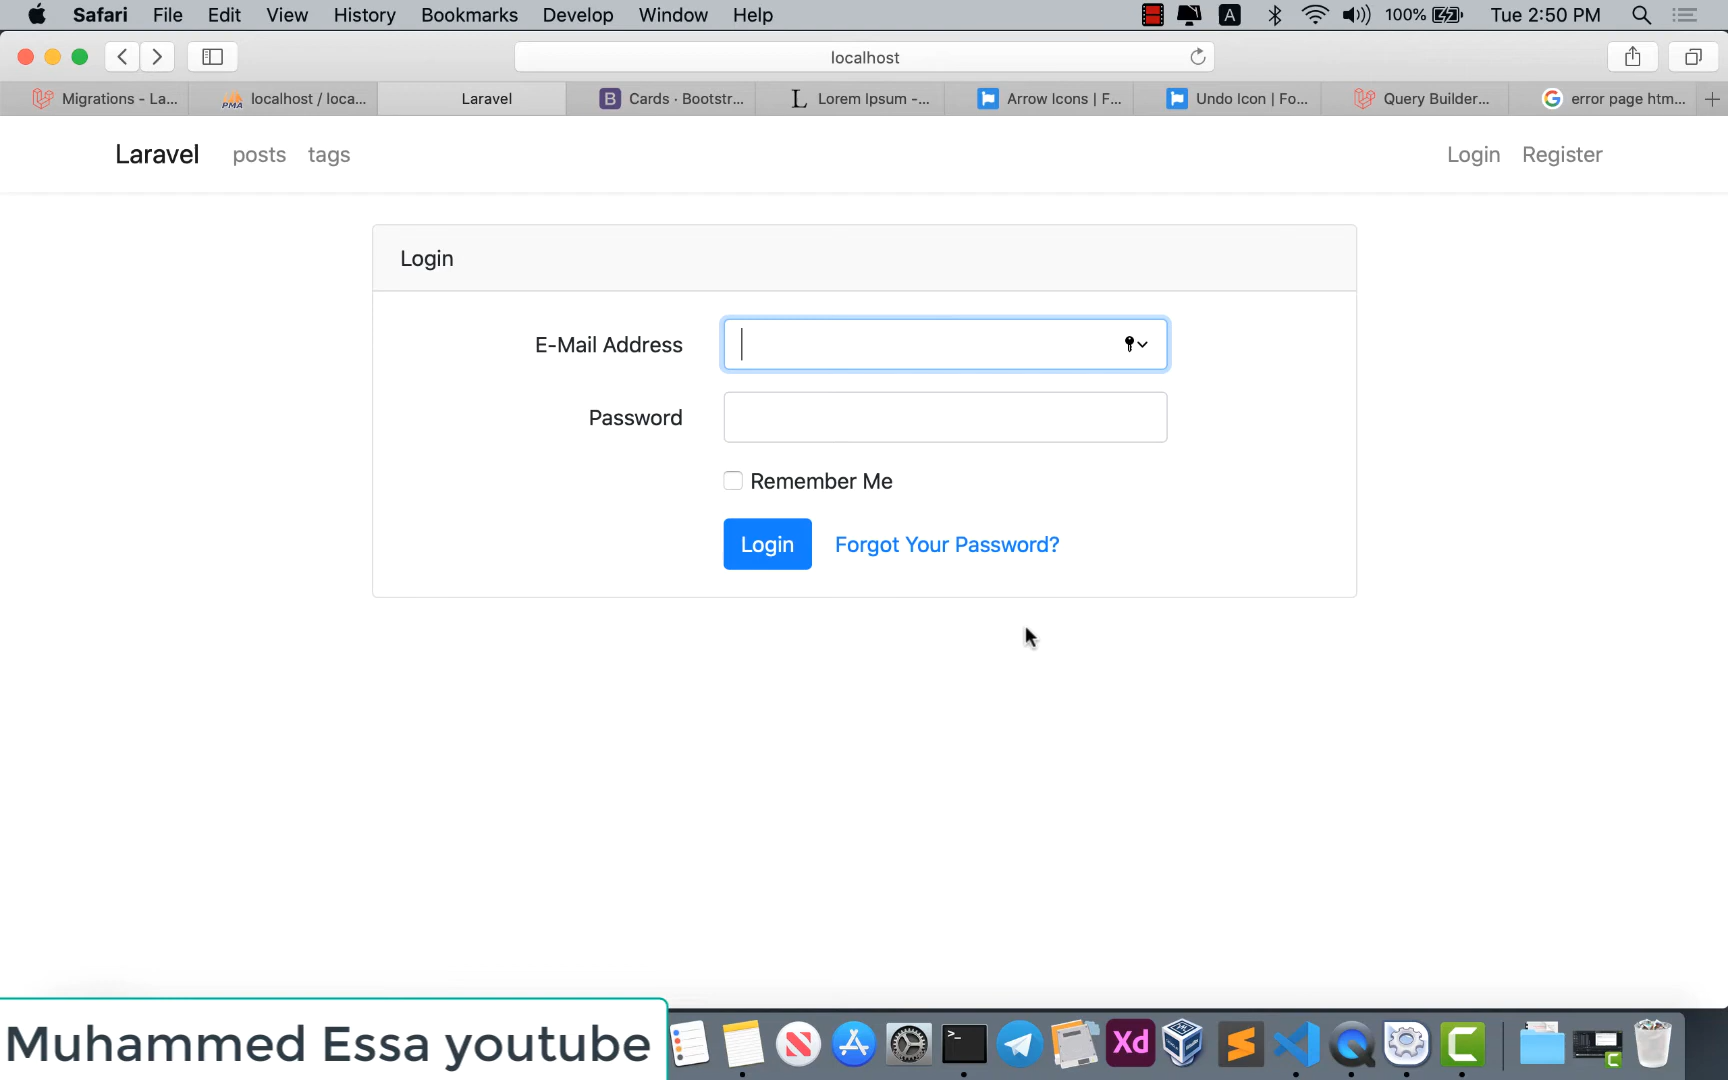 Safari File Edit View History Bookmarks Develop Window Help A 100% Tue 2:50 PM
localhost
Migrations - La... PMA localhost / loca... Laravel B Cards · Bootstr... L Lorem Ipsum -... Arrow Icons | F... Undo Icon | Fo... Query Builder... G error page htm...
Laravel posts tags Login Register
Login
E-Mail Address
Password
Remember Me
Login Forgot Your Password?
Muhammed Essa youtube
Xd